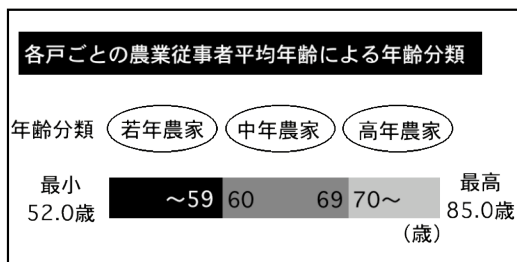 各戸ごとの農業従事者平均年齢による年齢分類
年齢分類 若年農家 中年農家 高年農家
最小 52.0歳 ～59 60 69 70～ 最高 85.0歳
(歳)